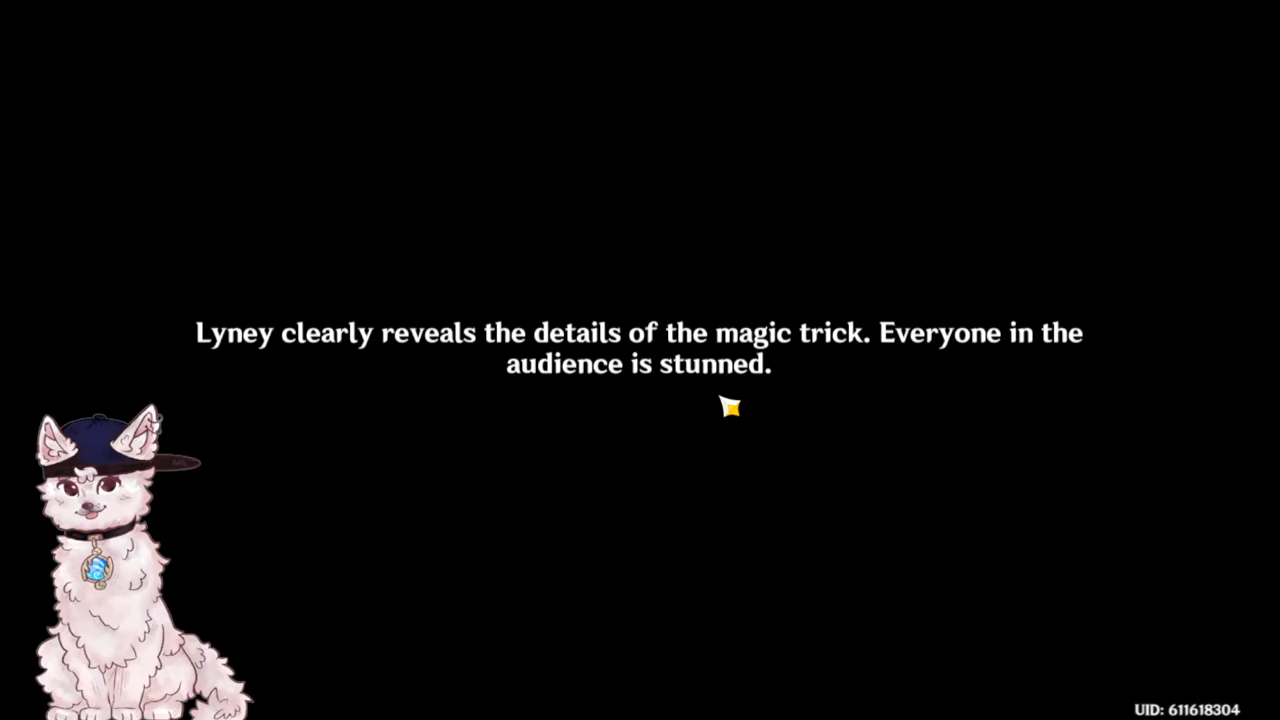 Lyney clearly reveals the details of the magic trick. Everyone in the
audience is stunned.
UID: 611618304